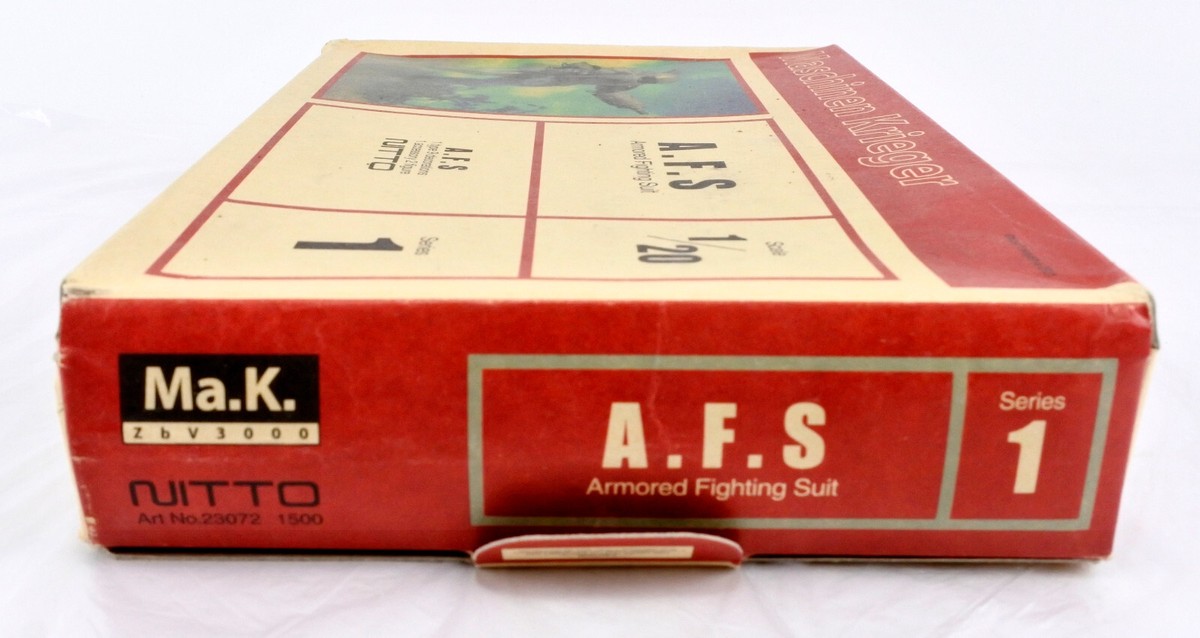 Maschinen Krieger
A.F.S
Armored Fighting Suit
Scale
1/20
A.F.S
NITTO
Series
1
Ma.K.
ZbV3000
NITTO
Art No.23072 1500
A.F.S
Armored Fighting Suit
Series
1